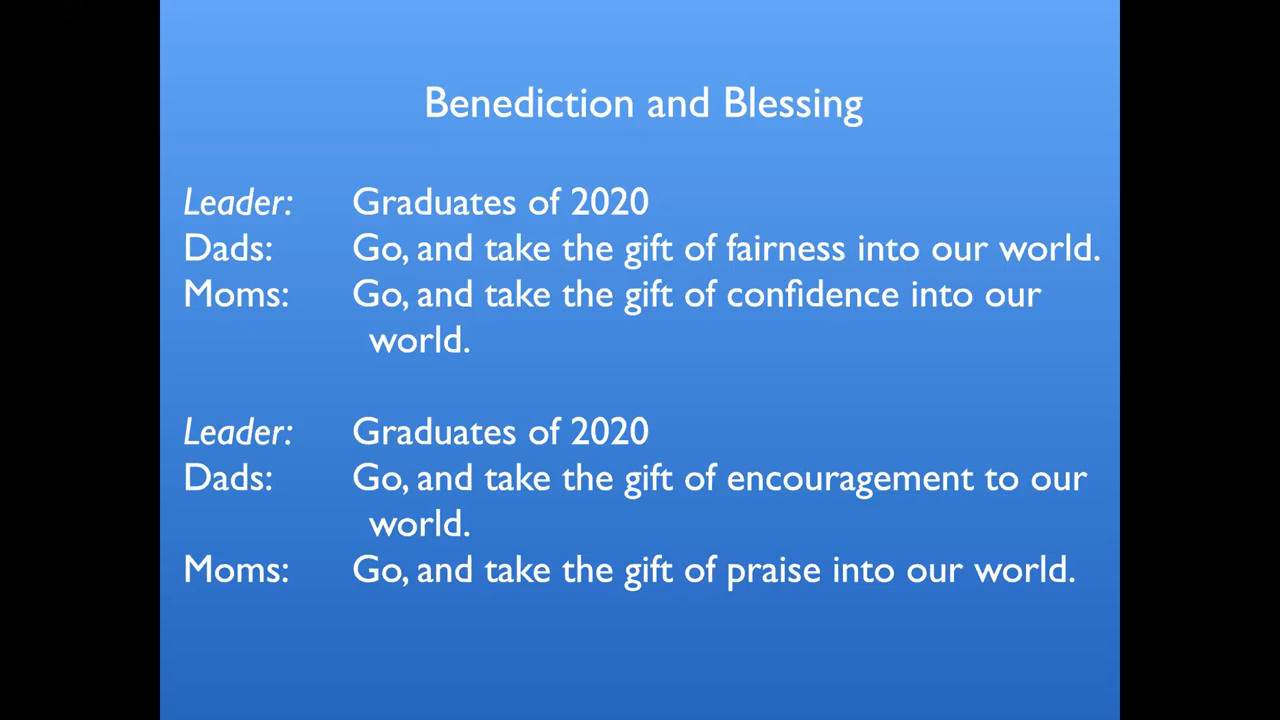 Benediction and Blessing
Leader: Graduates of 2020
Dads: Go, and take the gift of fairness into our world.
Moms: Go, and take the gift of confidence into our
world.
Leader: Graduates of 2020
Dads: Go, and take the gift of encouragement to our
world.
Moms: Go, and take the gift of praise into our world.